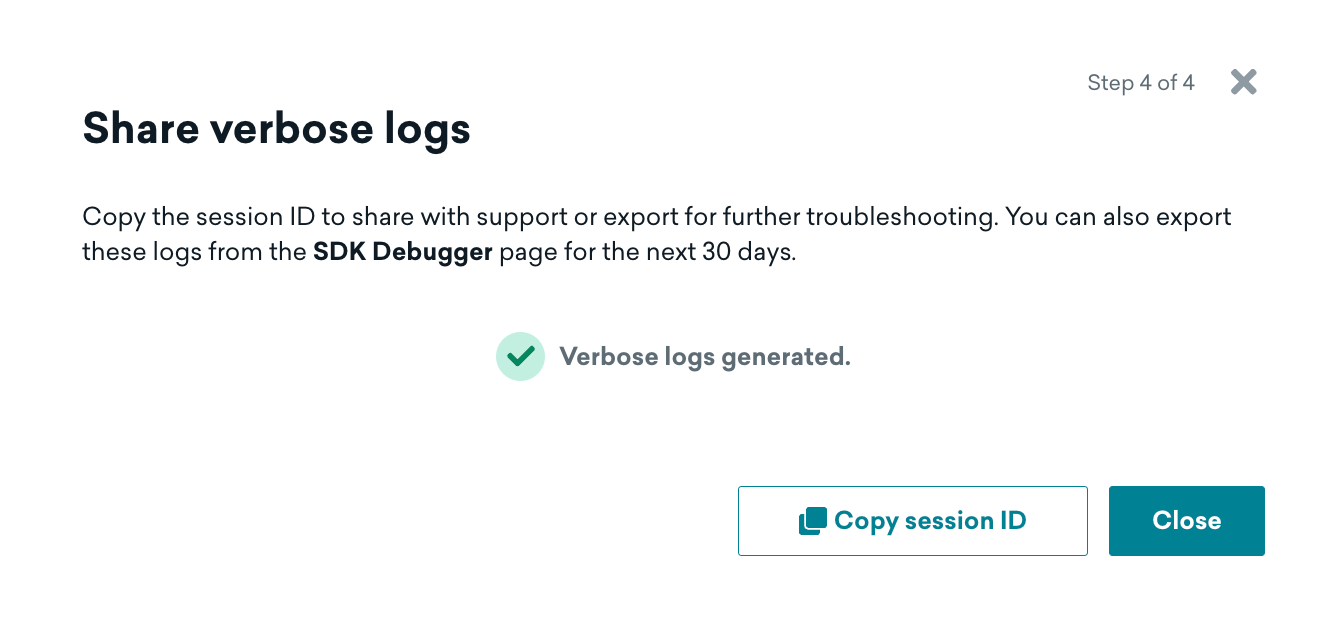 Step 4 of 4
Share verbose logs
Copy the session ID to share with support or export for further troubleshooting. You can also export
these logs from the SDK Debugger page for the next 30 days.
Verbose logs generated.
Copy session ID
Close